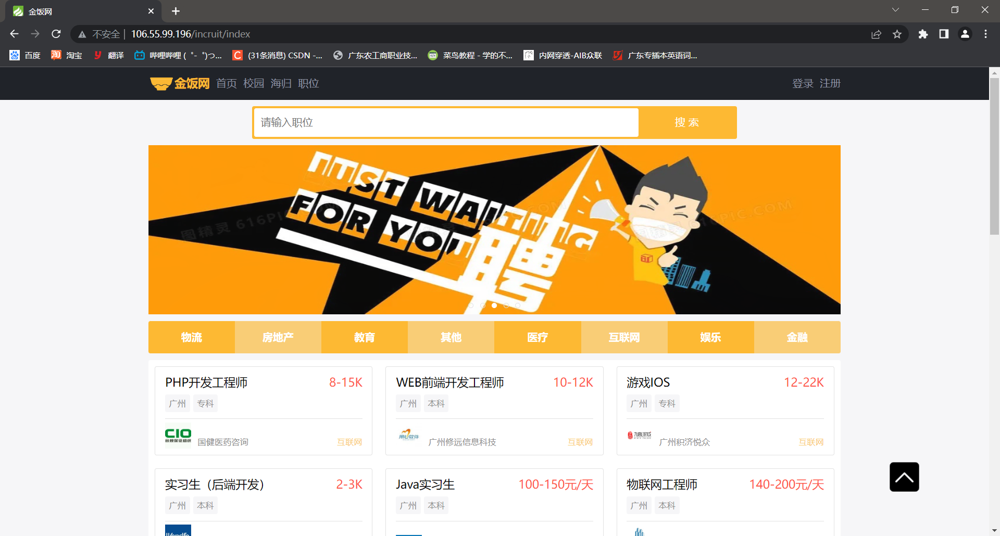 金饭网
不安全 | 106.55.99.196/incruit/index
百度 淘宝 翻译 哔哩哔哩 (゜-゜)つ... (31条消息) CSDN -... 广东农工商职业技... 菜鸟教程 - 学的不... 内网穿透-AIB众联 广东专插本英语词...
金饭网 首页 校园 海归 职位 登录 注册
请输入职位 搜 索
JUST WAITING
FOR YOU
聘
图精灵 616PIC.COM
物流 房地产 教育 其他 医疗 互联网 娱乐 金融
PHP开发工程师 8-15K WEB前端开发工程师 10-12K 游戏IOS 12-22K
广州 专科 广州 本科 广州 专科
CIO
合规保证组织 国健医药咨询 互联网 用心软件 广州修远信息科技 互联网 九霄游戏 广州积济悦众 互联网
实习生（后端开发） 2-3K Java实习生 100-150元/天 物联网工程师 140-200元/天
广州 本科 广州 本科 广州 本科